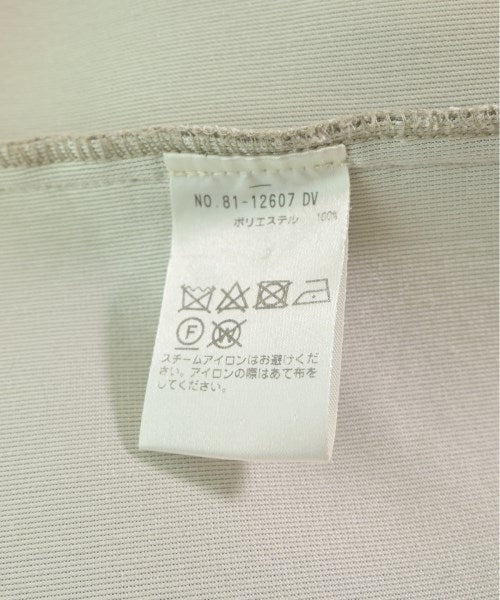 NO. 81-12607 DV
ポリエステル 100%
F W
スチームアイロンはお避けくだ
さい。アイロンの際はあて布を
してください。